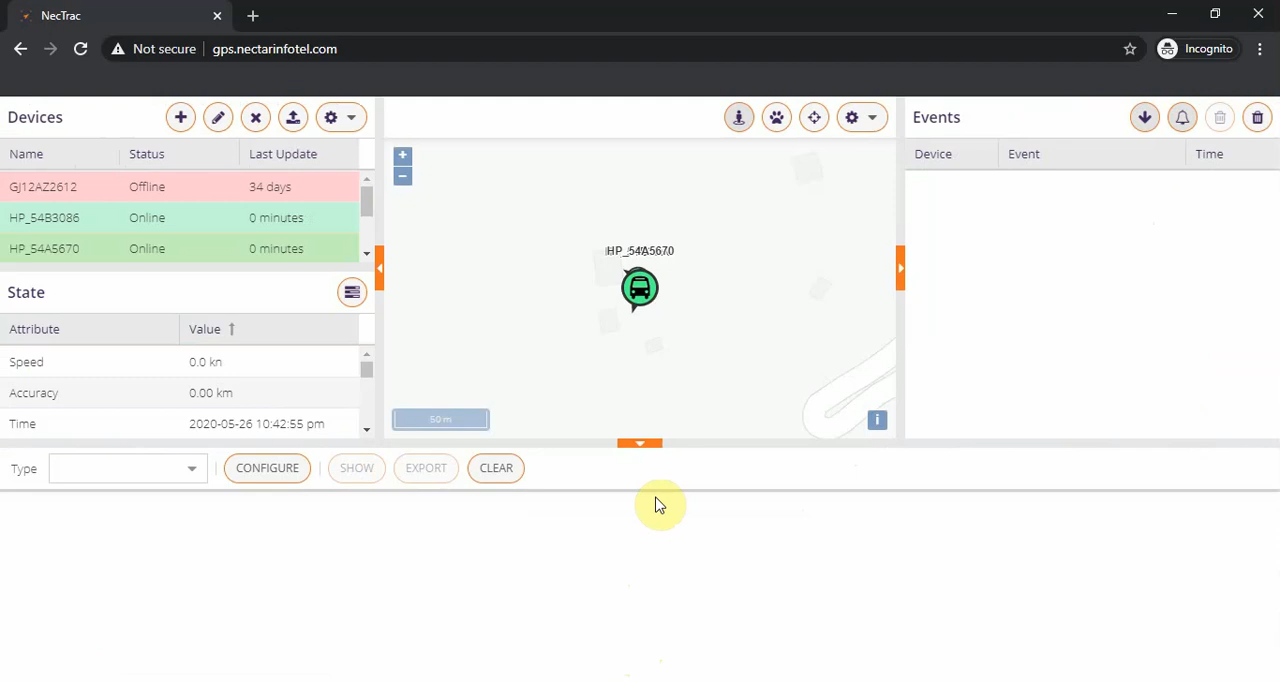 NecTrac
Not secure gps.nectarinfotel.com
Incognito
Devices
Name Status Last Update
GJ12AZ2612 Offline 34 days
HP_54B3086 Online 0 minutes
HP_54A5670 Online 0 minutes
State
Attribute Value
Speed 0.0 kn
Accuracy 0.00 km
Time 2020-05-26 10:42:55 pm
HP_54A5670
50 m
i
Events
Device Event Time
Type CONFIGURE SHOW EXPORT CLEAR